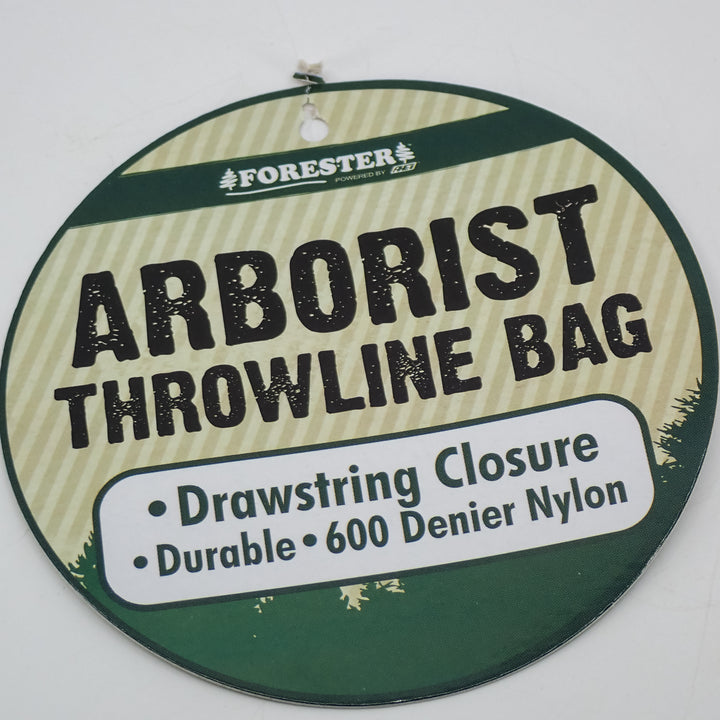 FORESTER
POWERED BY
ARBORIST
THROWLINE BAG
•Drawstring Closure
•Durable •600 Denier Nylon